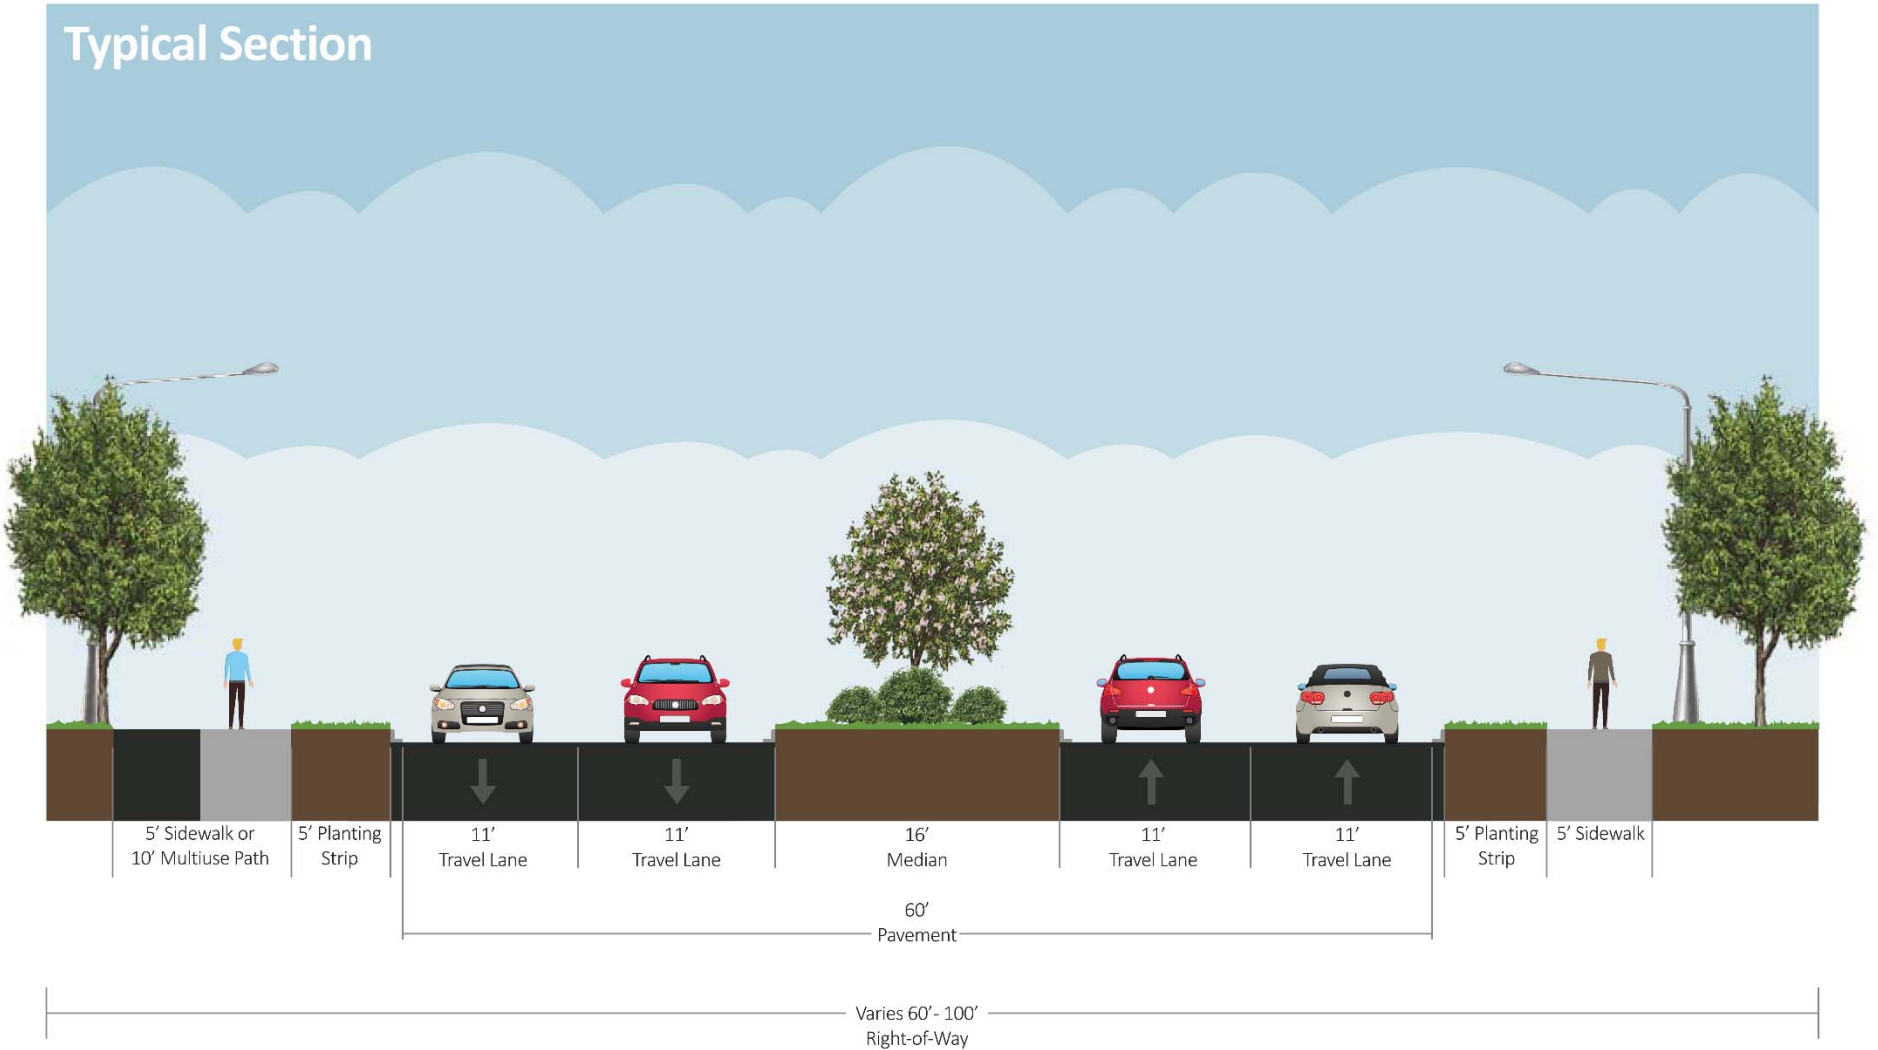 Typical Section
5’ Sidewalk or
10’ Multiuse Path
5’ Planting
Strip
11’
Travel Lane
11’
Travel Lane
16’
Median
11’
Travel Lane
11’
Travel Lane
5’ Planting
Strip
5’ Sidewalk
60’
Pavement
Varies 60’- 100’
Right-of-Way